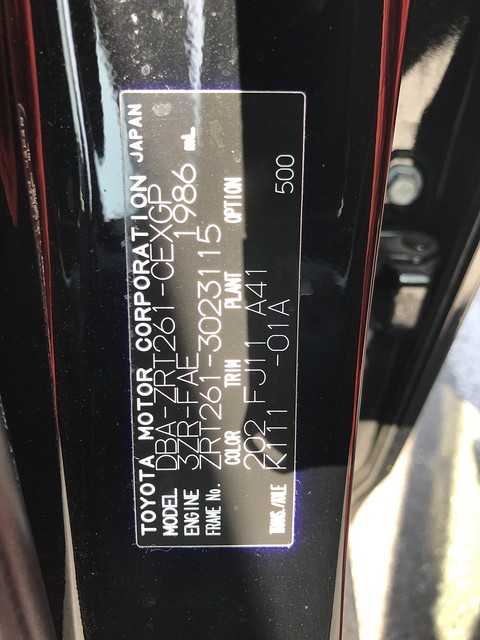 TOYOTA MOTOR CORPORATION JAPAN
MODEL DBA-ZRT261-CEXGP
ENGINE 3ZR-FAE 1986 mL
FRAME No. ZRT261-3023115
COLOR TRIM PLANT OPTION
202 FJ11 A41 500
TRANS./AXLE K111 -01A